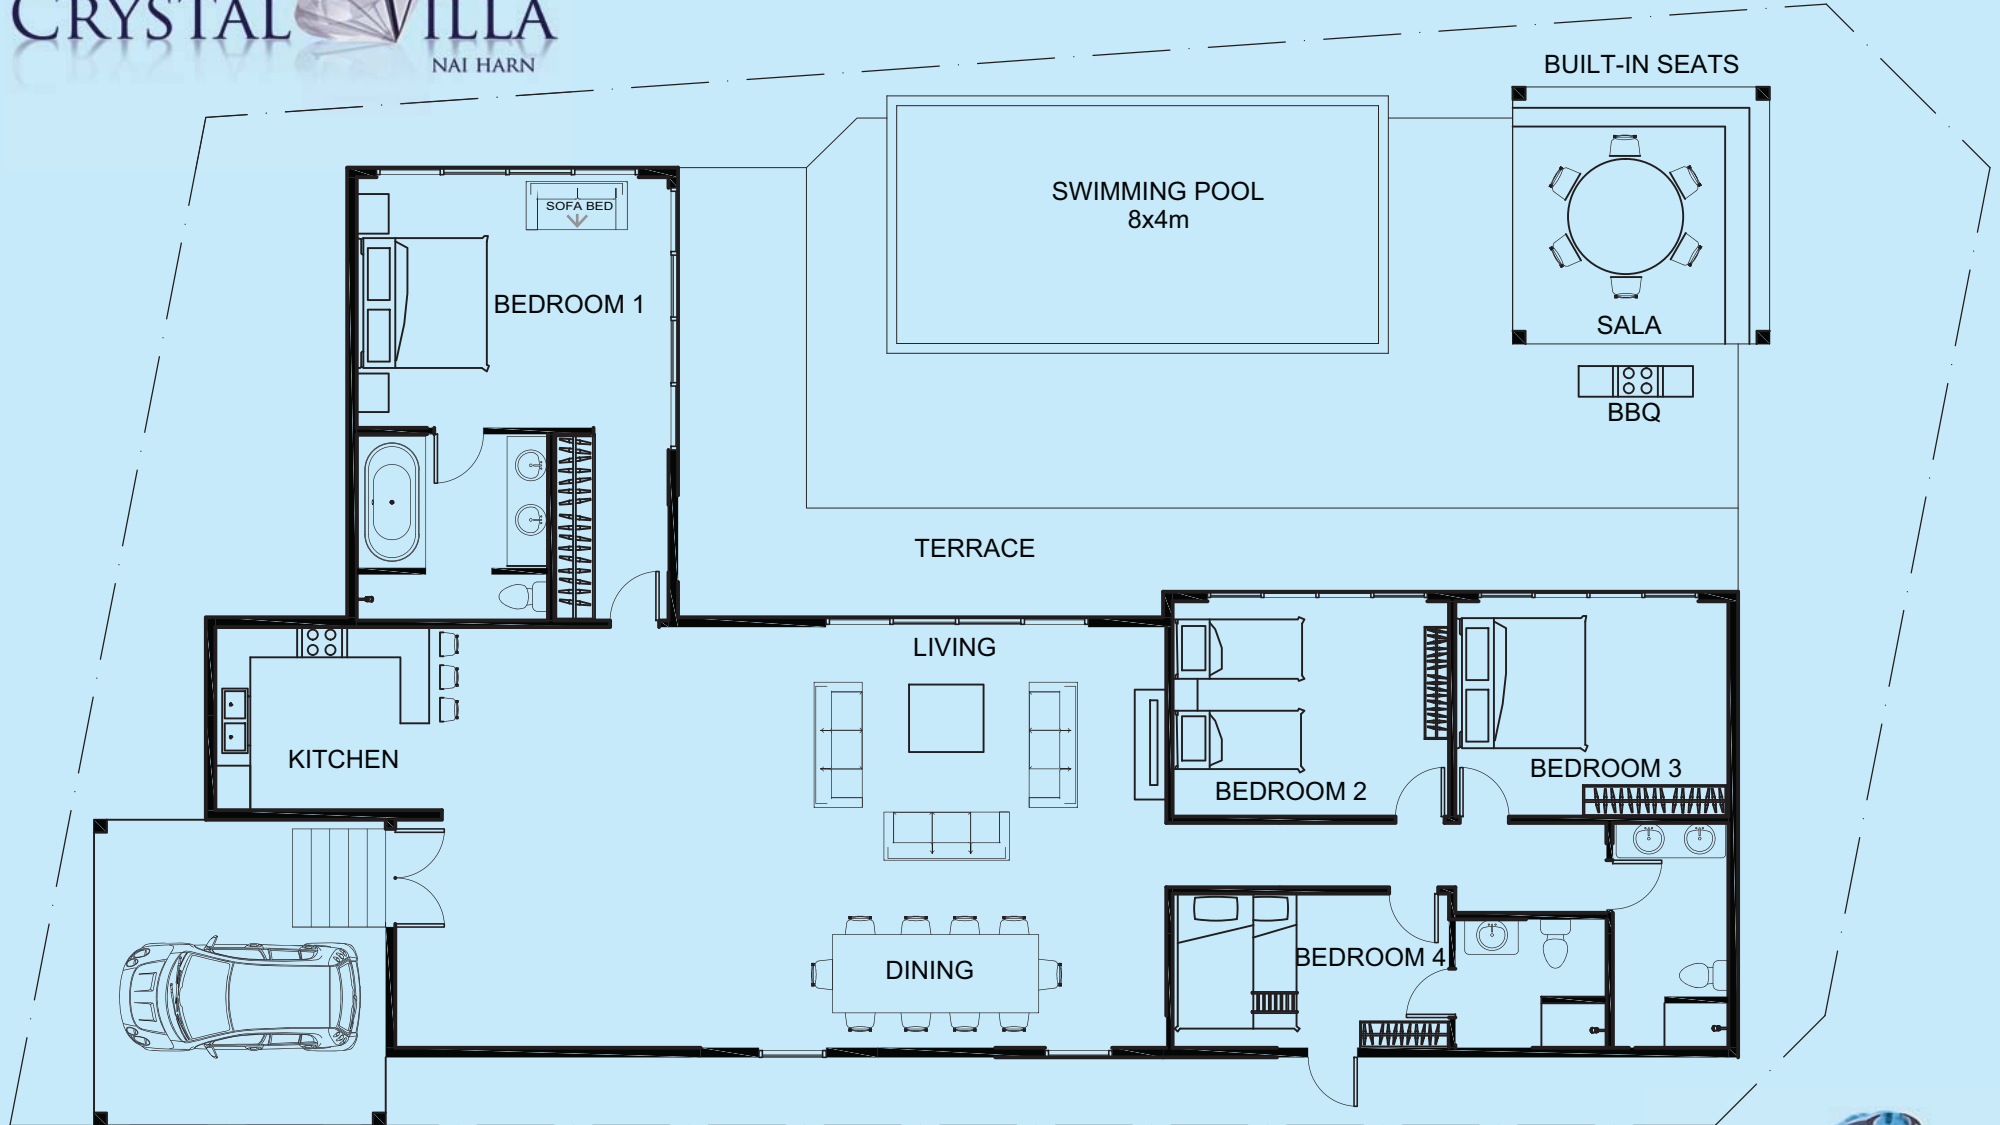 CRYSTAL VILLA
NAI HARN
BUILT-IN SEATS
SWIMMING POOL
8x4m
SOFA BED
BEDROOM 1
SALA
BBQ
TERRACE
LIVING
KITCHEN
BEDROOM 2
BEDROOM 3
BEDROOM 4
DINING